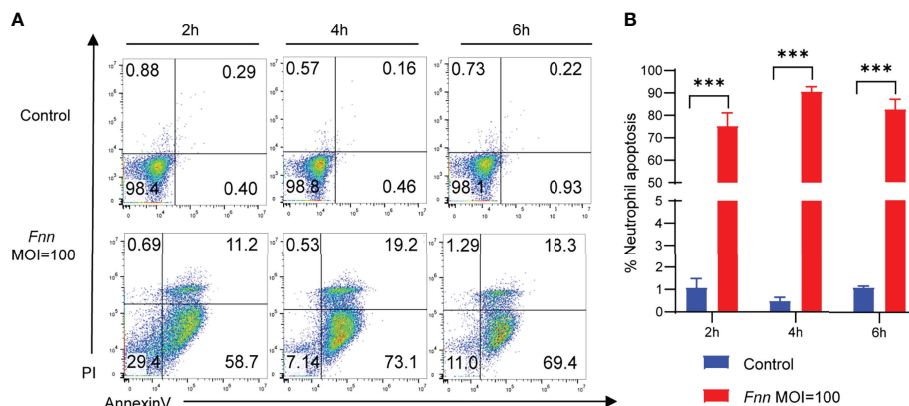 A
2h
4h
6h
Control
0.88
0.29
98.4
0.40
0.57
0.16
98.8
0.46
0.73
0.22
98.1
0.93
Fnn
MOI=100
0.69
11.2
29.4
58.7
0.53
19.2
7.14
73.1
1.29
18.3
11.0
69.4
PI
AnnexinV
B
% Neutrophil apoptosis
100
90
80
70
60
50
5
4
3
2
1
0
***
***
***
2h
4h
6h
Control
Fnn MOI=100